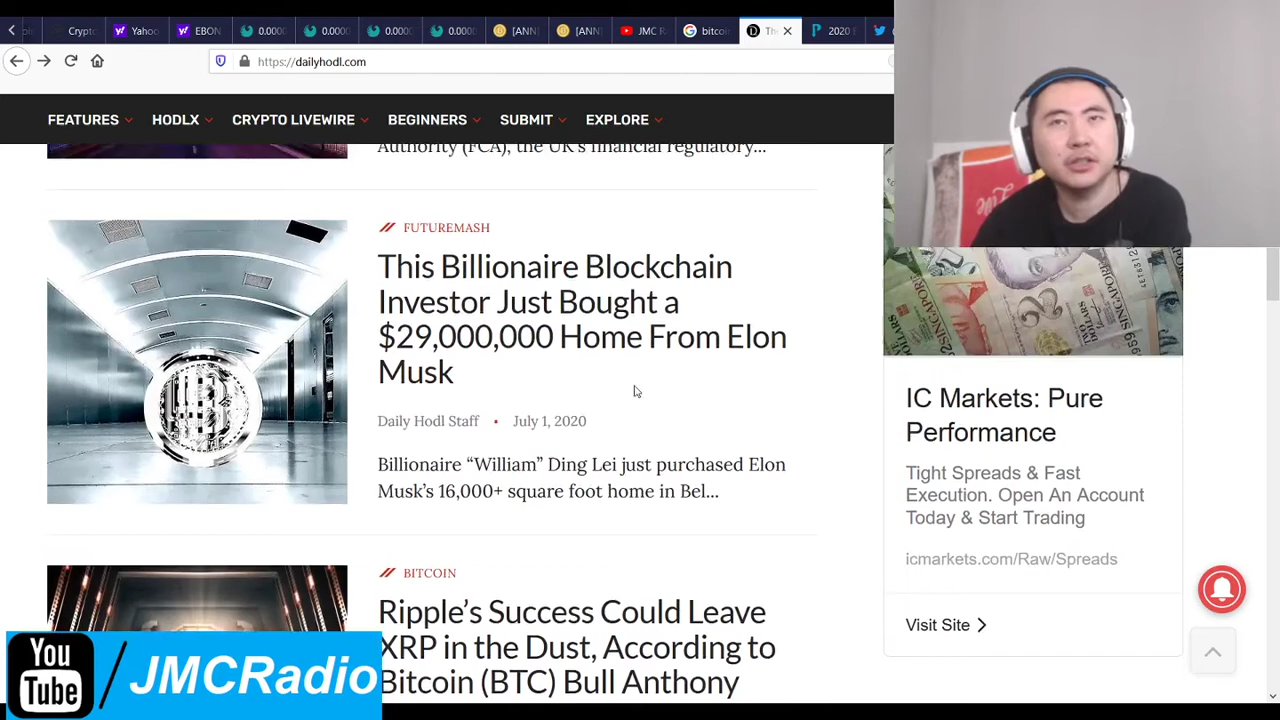 Crypto
Yahoo
EBON
0.0000
0.0000
0.0000
0.0000
[ANN
[ANN
JMC R
bitcoin
Th
2020
https://dailyhodl.com
FEATURES
HODLX
CRYPTO LIVEWIRE
BEGINNERS
SUBMIT
EXPLORE
Authority (FCA), the UK's financial regulatory...
FUTUREMASH
This Billionaire Blockchain
Investor Just Bought a
$29,000,000 Home From Elon
Musk
Daily Hodl Staff • July 1, 2020
Billionaire “William” Ding Lei just purchased Elon
Musk’s 16,000+ square foot home in Bel...
BITCOIN
Ripple’s Success Could Leave
XRP in the Dust, According to
Bitcoin (BTC) Bull Anthony
IC Markets: Pure
Performance
Tight Spreads & Fast
Execution. Open An Account
Today & Start Trading
icmarkets.com/Raw/Spreads
Visit Site
You
Tube
/JMCRadio